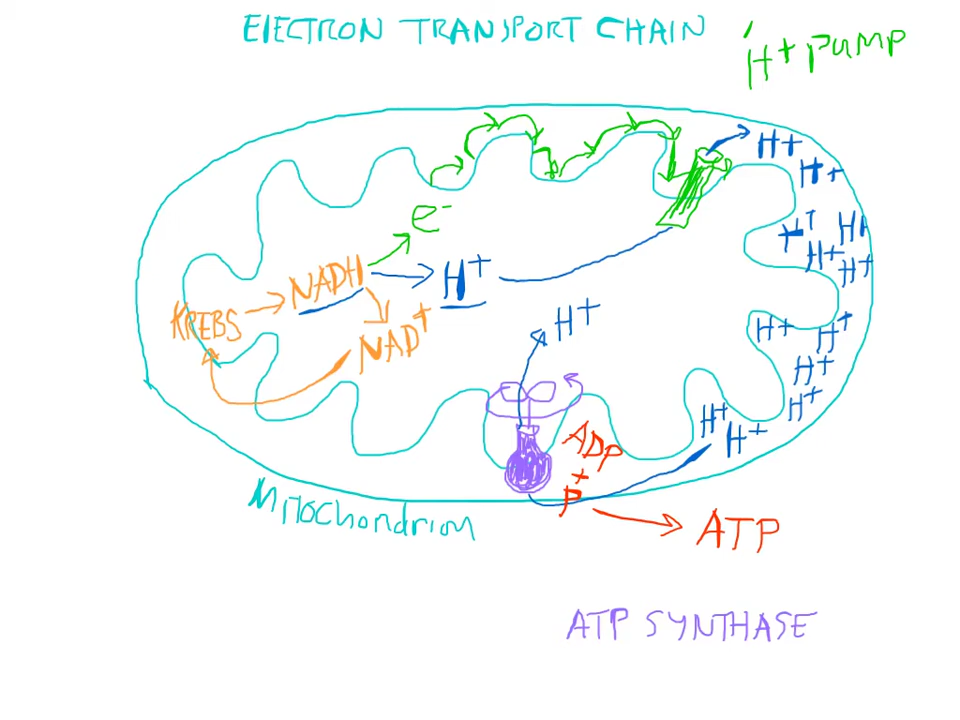 ELECTRON TRANSPORT CHAIN
H+ PUMP
H+
H+
e-
H+
H+
H+
H+
KREBS
NADH
H+
NAD+
H+
H+
H+
H+
H+
H+
H+
ADP
+
P
ATP
Mitochondrion
ATP SYNTHASE